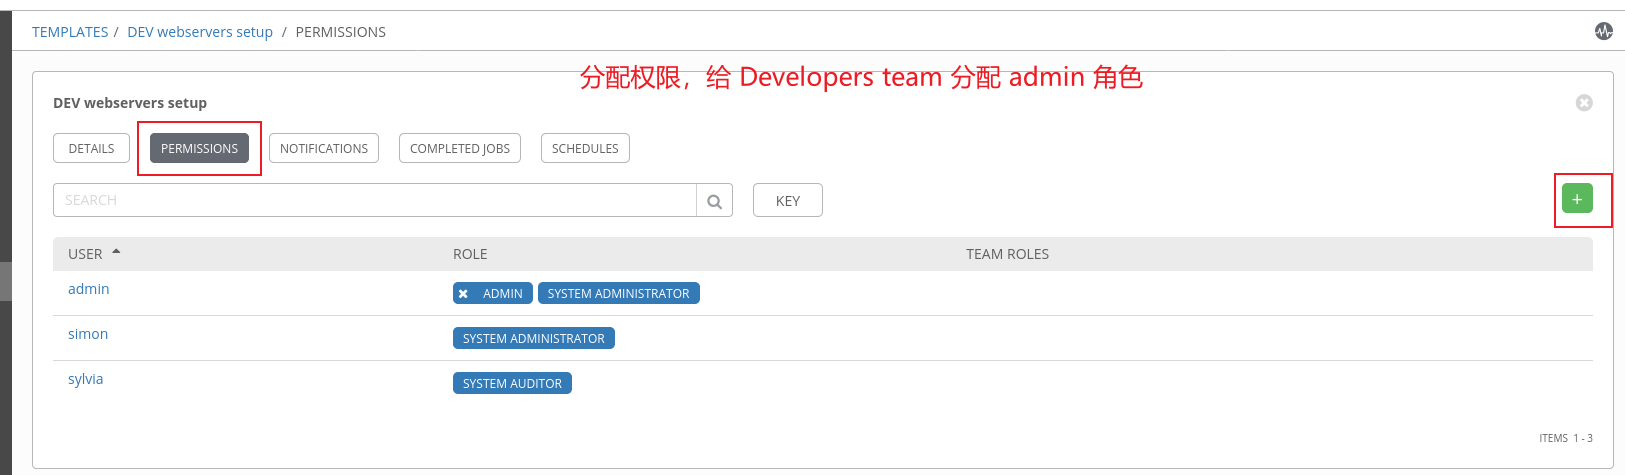 TEMPLATES / DEV webservers setup / PERMISSIONS
分配权限，给 Developers team 分配 admin 角色
DEV webservers setup
DETAILS PERMISSIONS NOTIFICATIONS COMPLETED JOBS SCHEDULES
SEARCH KEY +
USER ROLE TEAM ROLES
admin ADMIN SYSTEM ADMINISTRATOR
simon SYSTEM ADMINISTRATOR
sylvia SYSTEM AUDITOR
ITEMS 1 - 3